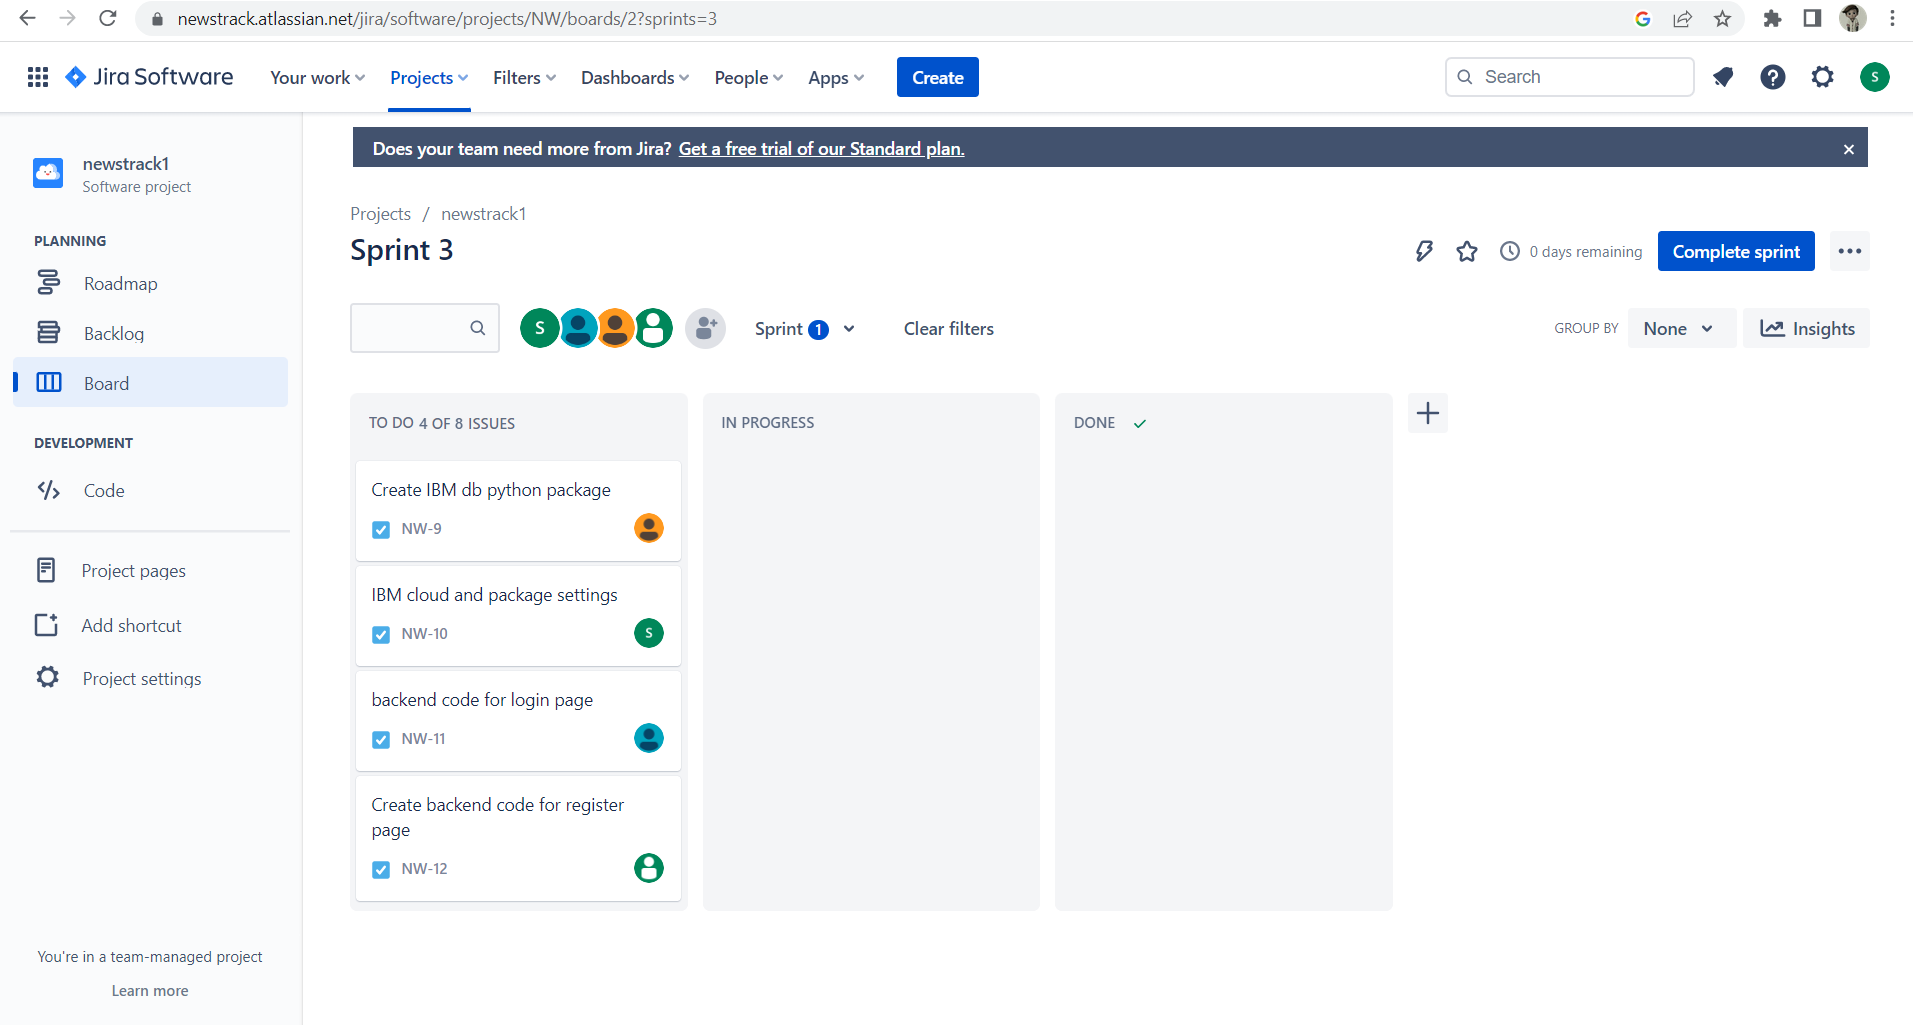 newstrack.atlassian.net/jira/software/projects/NW/boards/2?sprints=3
Jira Software
Your work
Projects
Filters
Dashboards
People
Apps
Create
Search
S
Does your team need more from Jira? Get a free trial of our Standard plan.
newstrack1
Software project
PLANNING
Roadmap
Backlog
Board
DEVELOPMENT
Code
Project pages
Add shortcut
Project settings
You're in a team-managed project
Learn more
Projects / newstrack1
Sprint 3
0 days remaining
Complete sprint
S
Sprint 1
Clear filters
GROUP BY
None
Insights
TO DO 4 OF 8 ISSUES
Create IBM db python package
NW-9
IBM cloud and package settings
NW-10
S
backend code for login page
NW-11
Create backend code for register
page
NW-12
IN PROGRESS
DONE